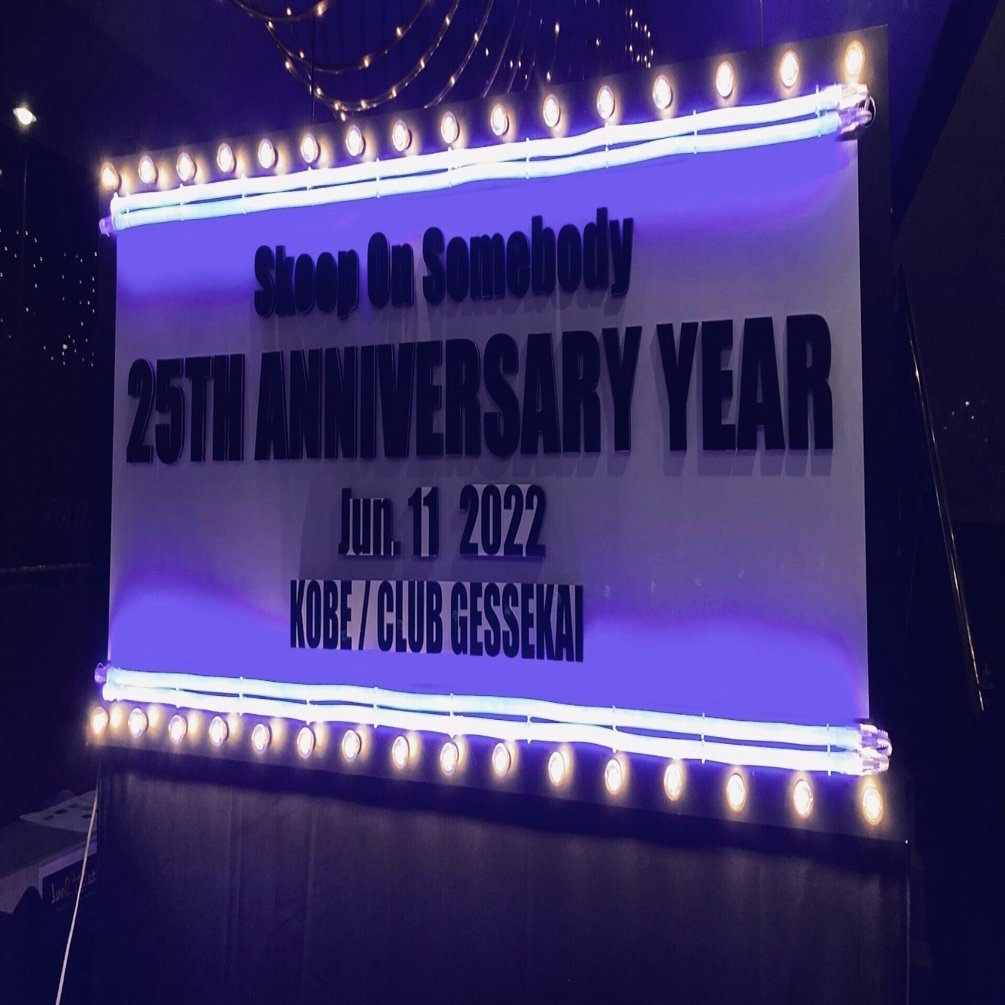 Skoop On Somebody
25TH ANNIVERSARY YEAR
Jun. 11 2022
KOBE / CLUB GESSEKAI